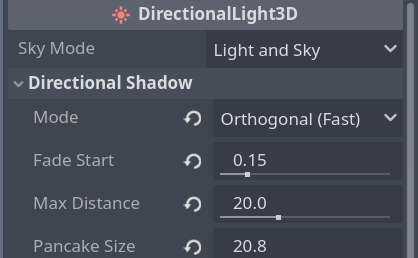 DirectionalLight3D
Sky Mode Light and Sky
Directional Shadow
Mode Orthogonal (Fast)
Fade Start 0.15
Max Distance 20.0
Pancake Size 20.8